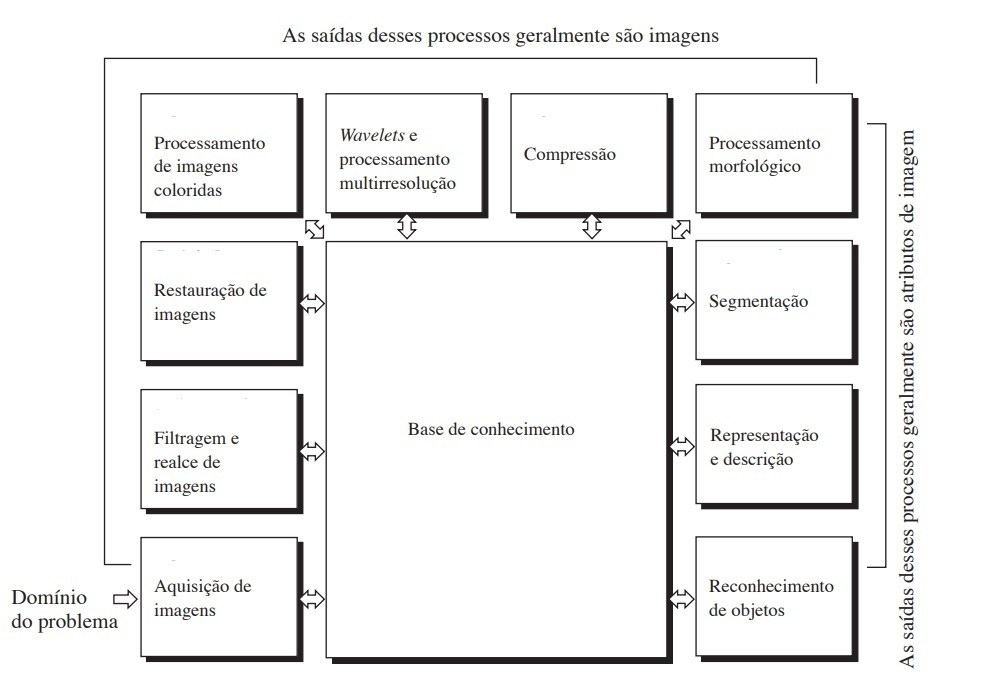 As saídas desses processos geralmente são imagens
Processamento
de imagens
coloridas
Wavelets e
processamento
multirresolução
Compressão
Processamento
morfológico
Restauração de
imagens
Segmentação
Filtragem e
realce de
imagens
Base de conhecimento
Representação
e descrição
Domínio
do problema
Aquisição de
imagens
Reconhecimento
de objetos
As saídas desses processos geralmente são atributos de imagem